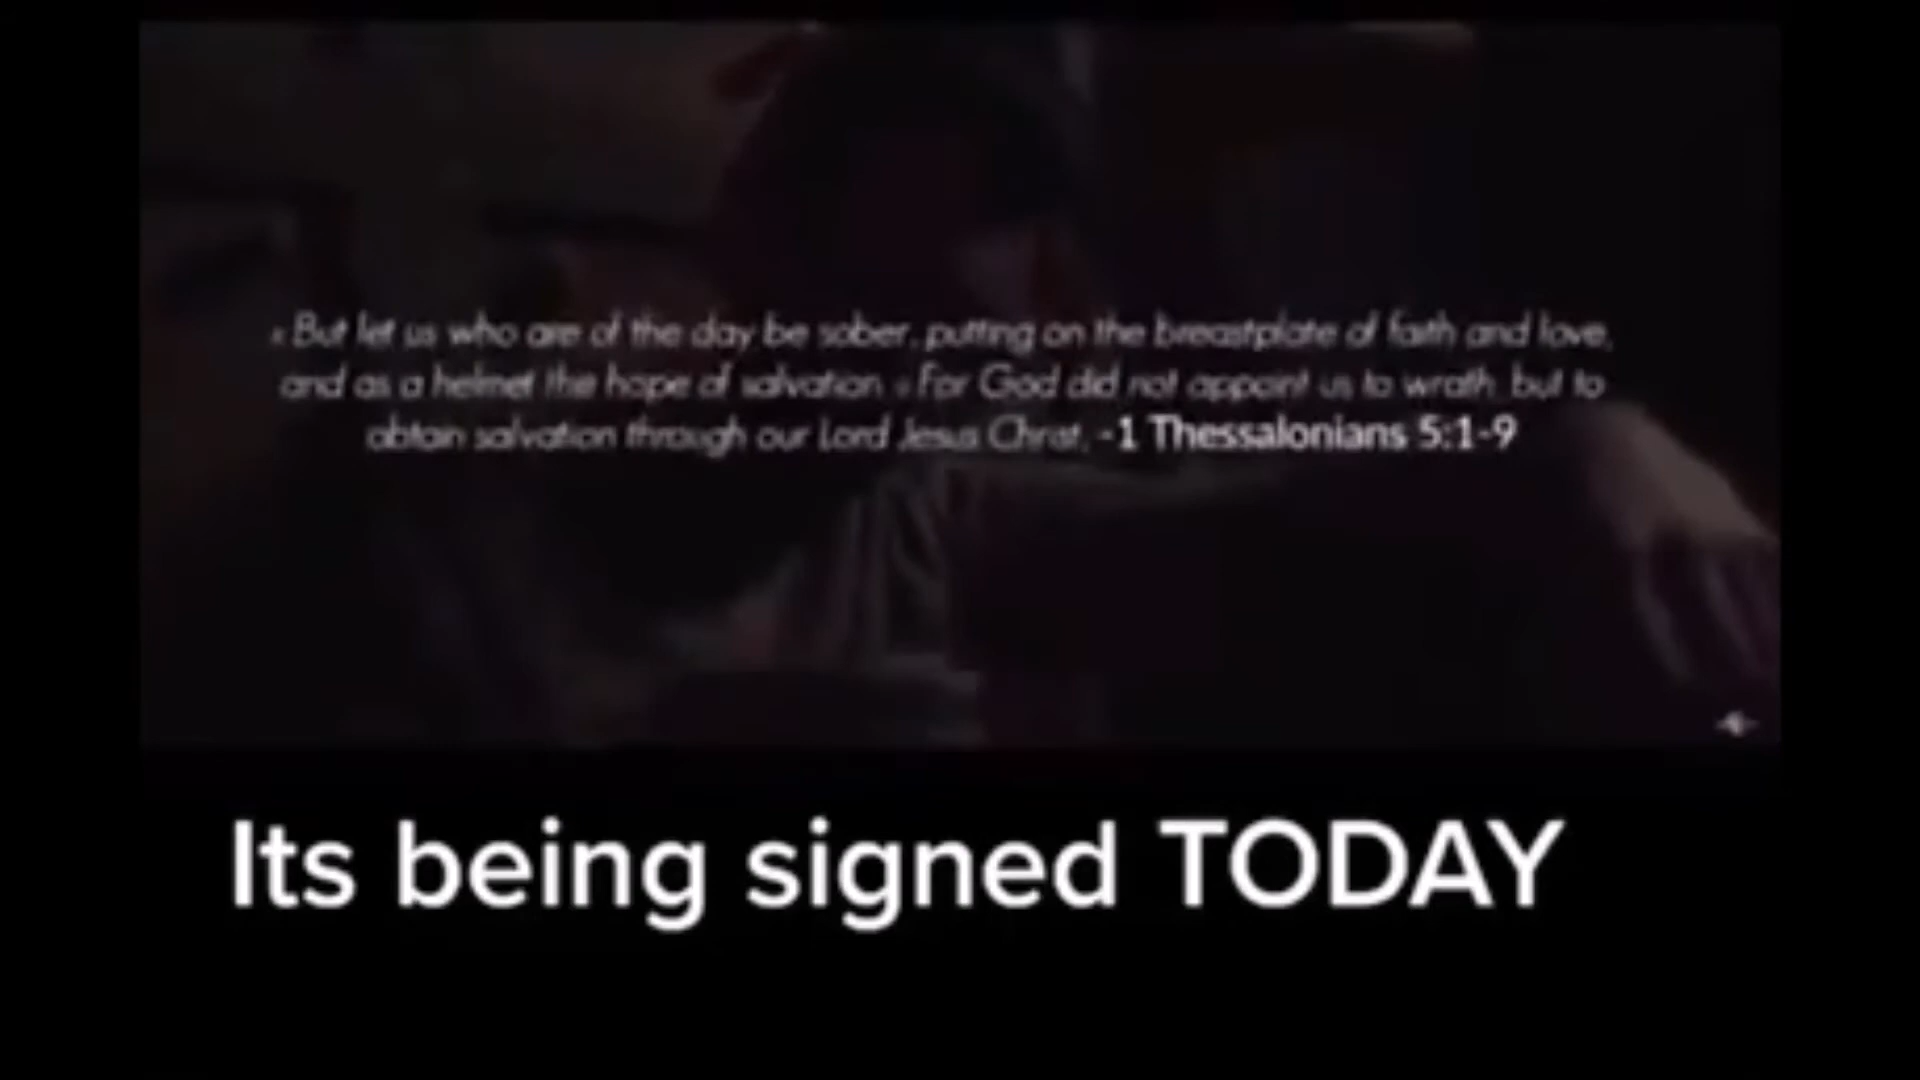 But let us who are of the day be sober, putting on the breastplate of faith and love,
and as a helmet the hope of salvation. For God did not appoint us to wrath, but to
obtain salvation through our Lord Jesus Christ, -1 Thessalonians 5:1-9
Its being signed TODAY